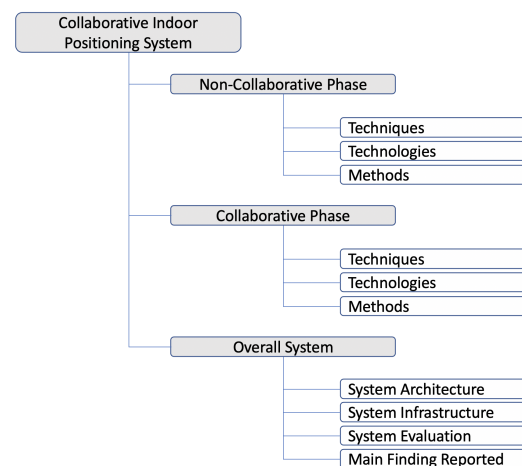 Collaborative Indoor
Positioning System
Non-Collaborative Phase
Techniques
Technologies
Methods
Collaborative Phase
Techniques
Technologies
Methods
Overall System
System Architecture
System Infrastructure
System Evaluation
Main Finding Reported